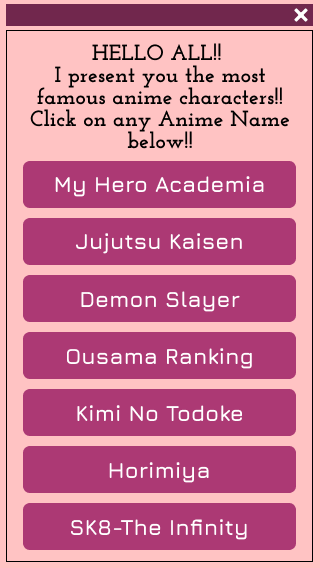 HELLO ALL!!
I present you the most
famous anime characters!!
Click on any Anime Name
below!!
My Hero Academia
Jujutsu Kaisen
Demon Slayer
Ousama Ranking
Kimi No Todoke
Horimiya
SK8-The Infinity